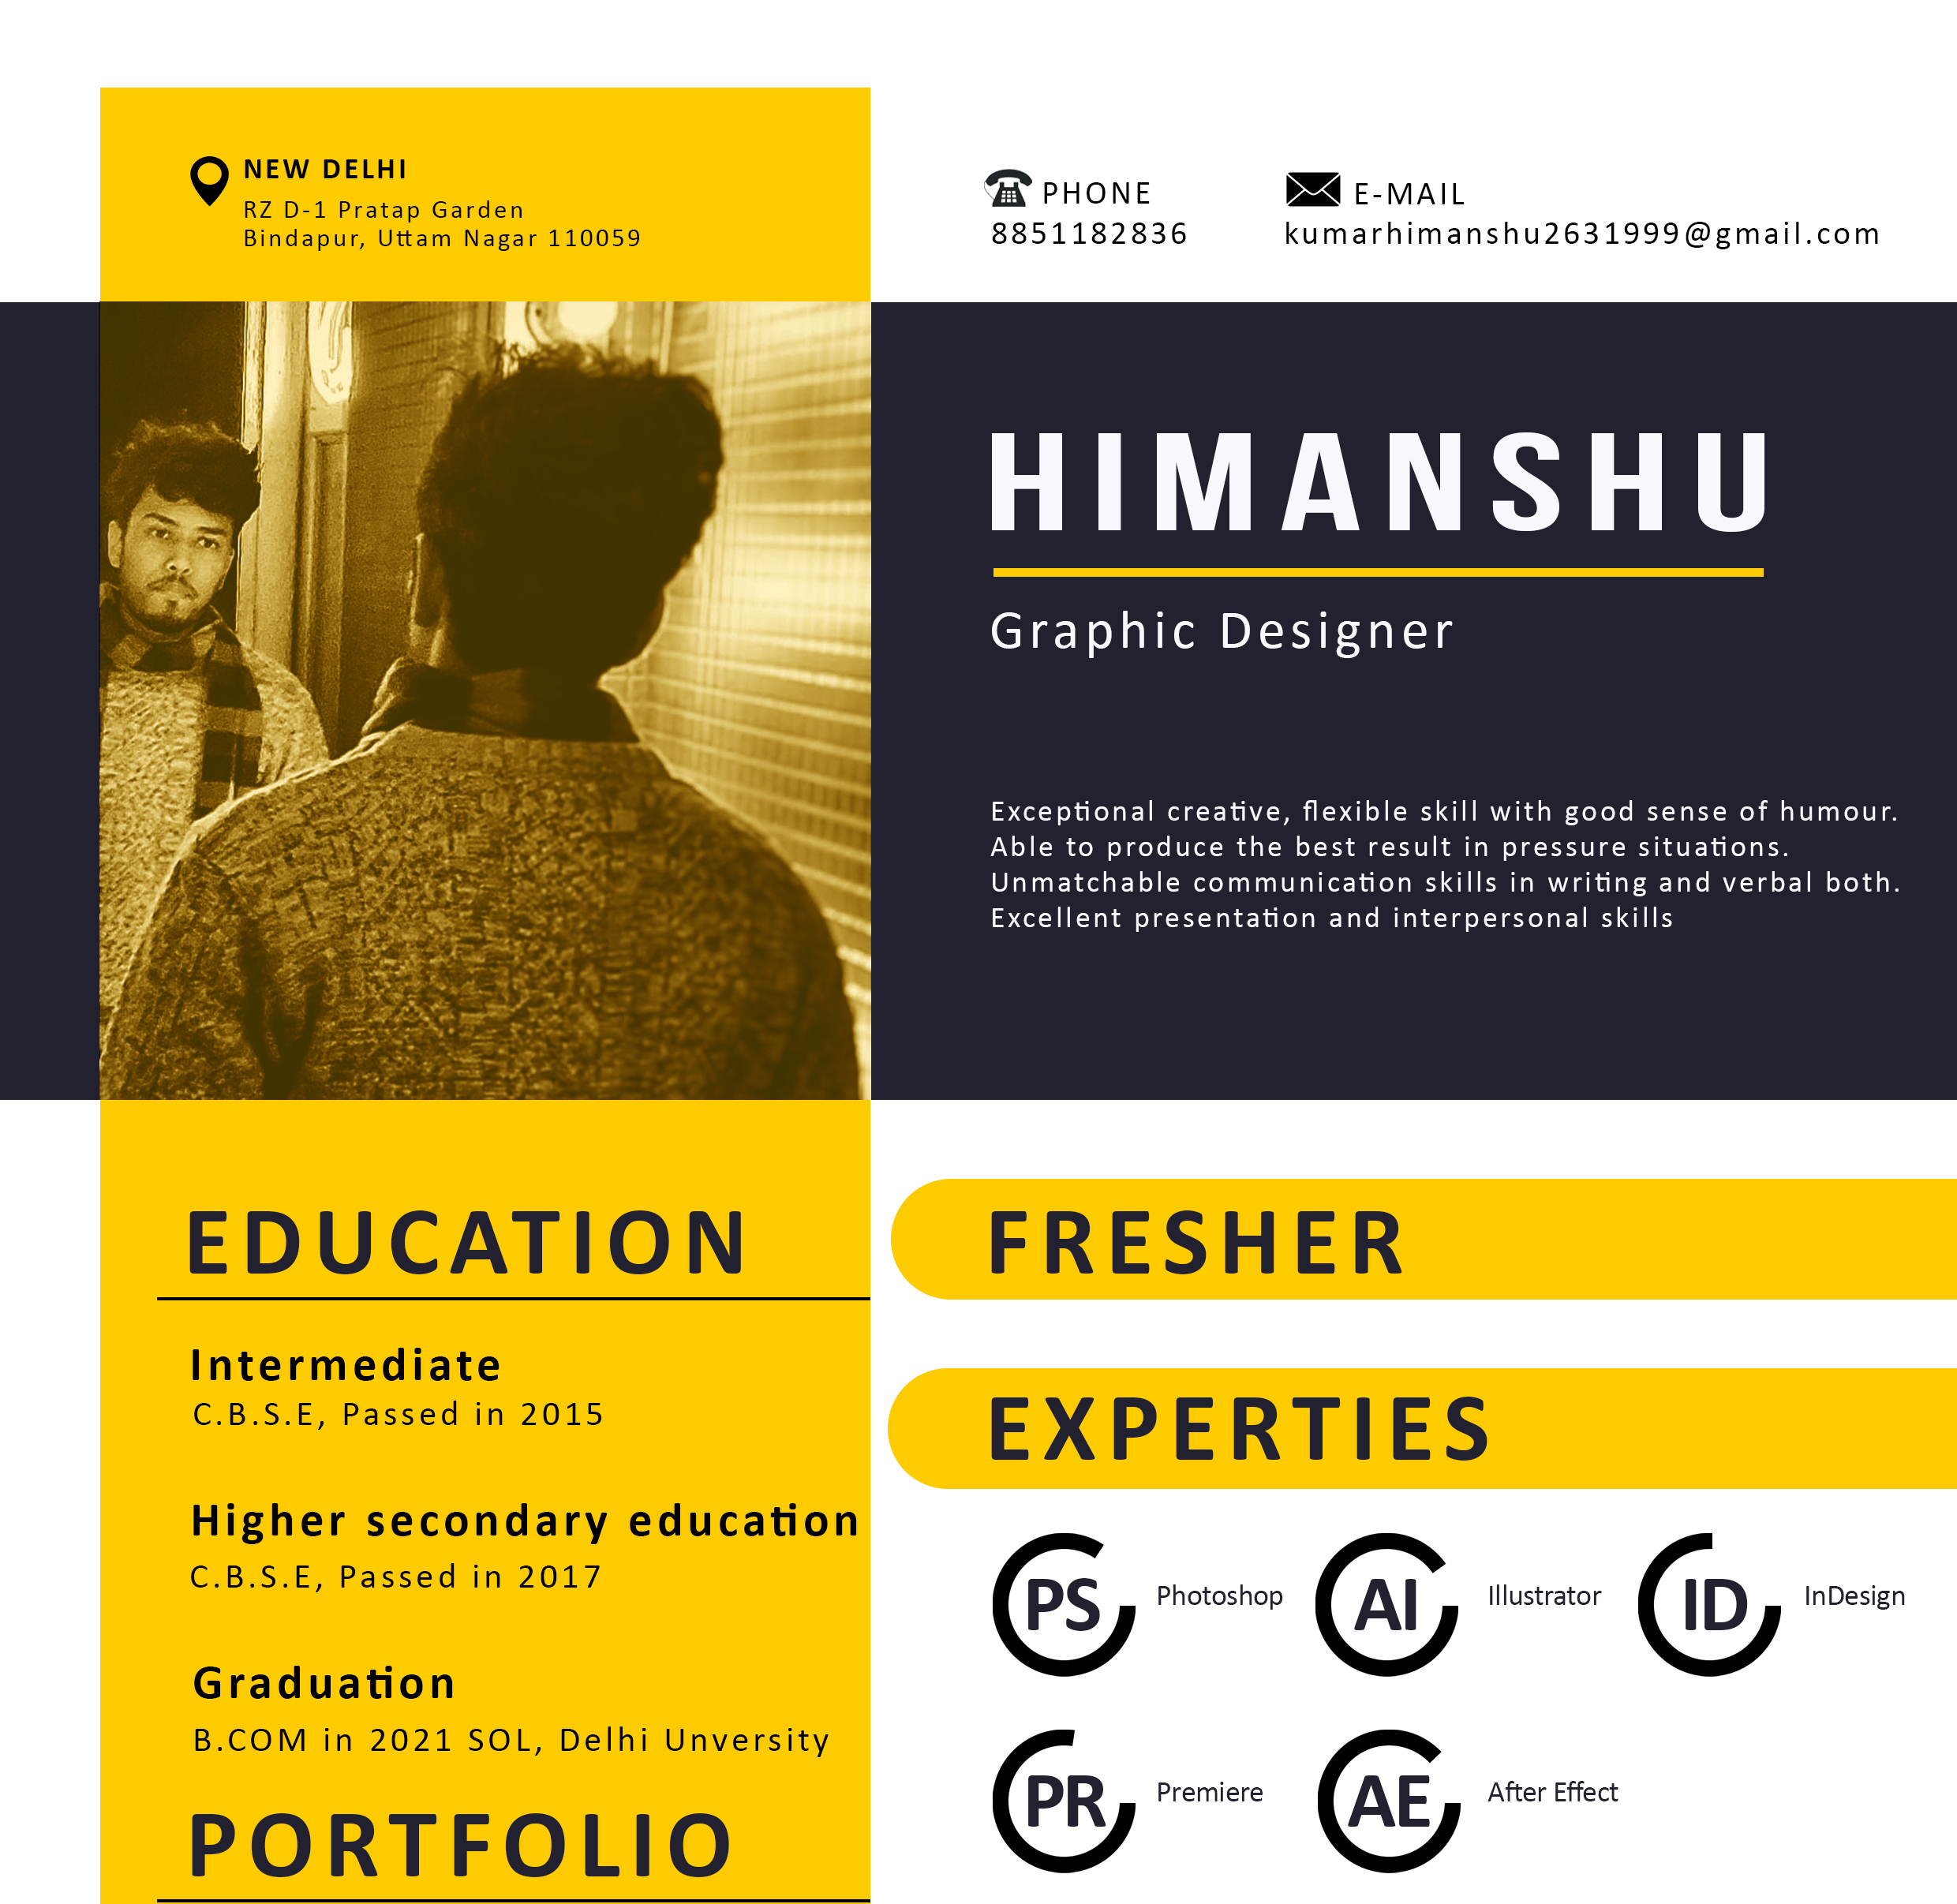 NEW DELHI
RZ D-1 Pratap Garden
Bindapur, Uttam Nagar 110059
PHONE
8851182836
E-MAIL
kumarhimanshu2631999@gmail.com
HIMANSHU
Graphic Designer
Exceptional creative, flexible skill with good sense of humour.
Able to produce the best result in pressure situations.
Unmatchable communication skills in writing and verbal both.
Excellent presentation and interpersonal skills
EDUCATION
Intermediate
C.B.S.E, Passed in 2015
Higher secondary education
C.B.S.E, Passed in 2017
Graduation
B.COM in 2021 SOL, Delhi Unversity
PORTFOLIO
FRESHER
EXPERTIES
PS Photoshop
AI Illustrator
ID InDesign
PR Premiere
AE After Effect